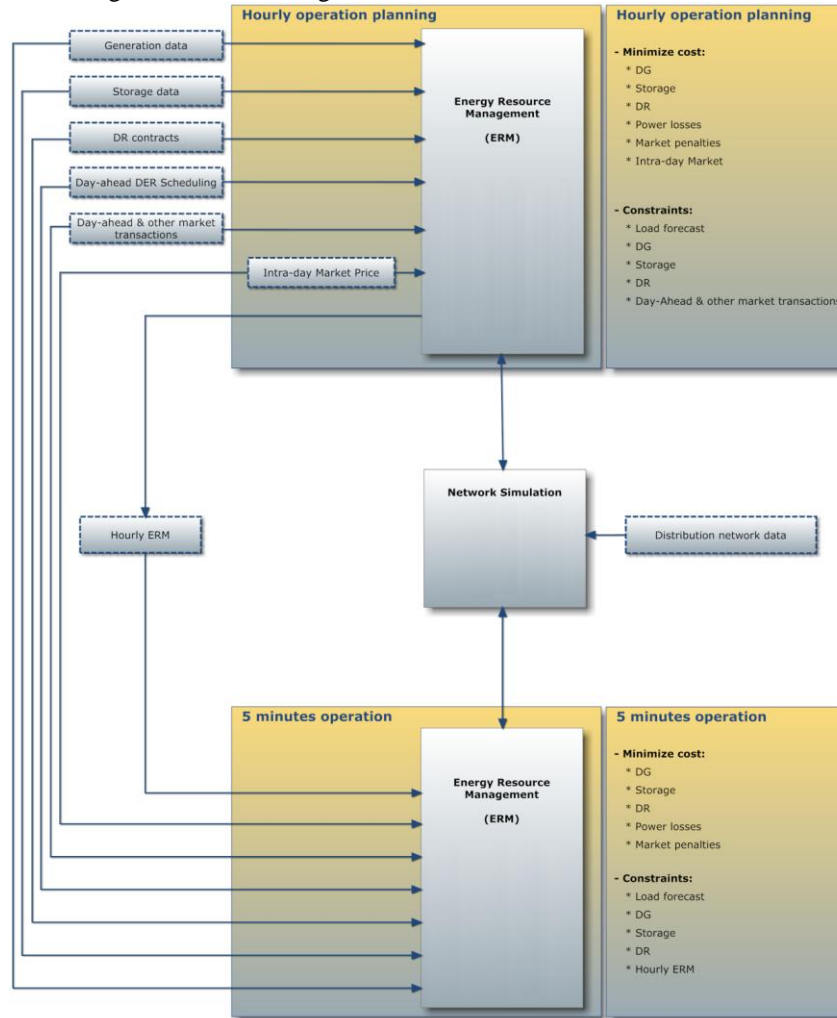 Hourly operation planning
Generation data
Storage data
DR contracts
Day-ahead DER Scheduling
Day-ahead & other market
transactions
Intra-day Market Price
Energy Resource
Management
(ERM)
Hourly operation planning
- Minimize cost:
* DG
* Storage
* DR
* Power losses
* Market penalties
* Intra-day Market
- Constraints:
* Load forecast
* DG
* Storage
* DR
* Day-Ahead & other market transactions
Network Simulation
Hourly ERM
Distribution network data
5 minutes operation
Energy Resource
Management
(ERM)
5 minutes operation
- Minimize cost:
* DG
* Storage
* DR
* Power losses
* Market penalties
- Constraints:
* Load forecast
* DG
* Storage
* DR
* Hourly ERM